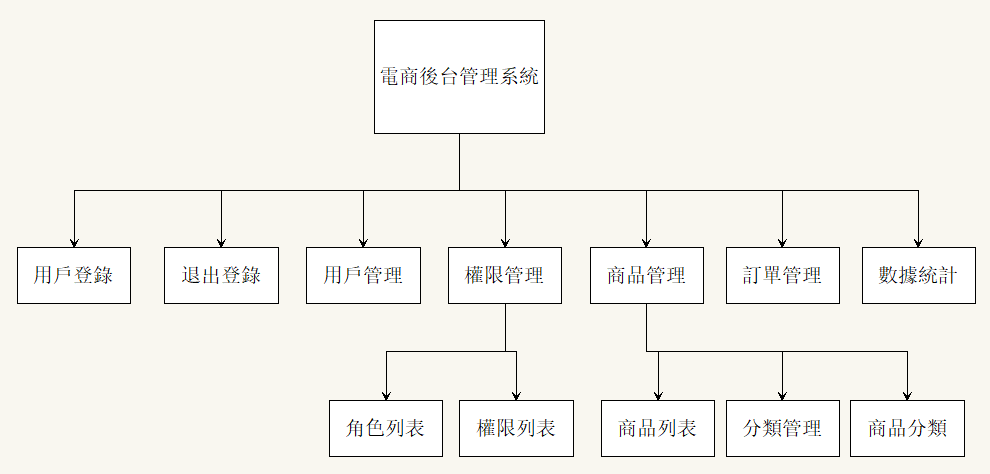 電商後台管理系統
用戶登錄
退出登錄
用戶管理
權限管理
商品管理
訂單管理
數據統計
角色列表
權限列表
商品列表
分類管理
商品分類